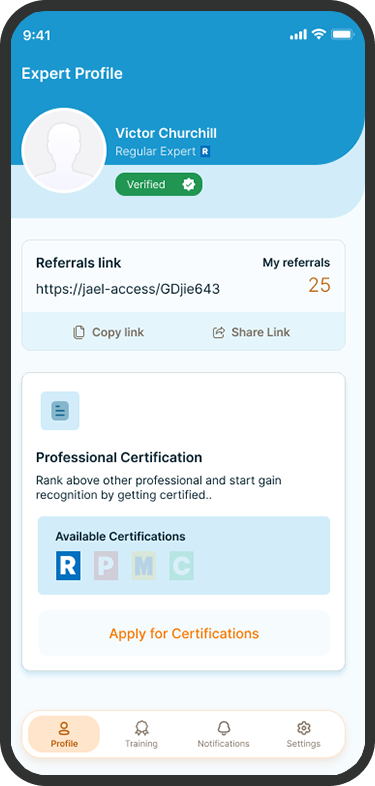 9:41
Expert Profile
Victor Churchill
Regular Expert R
Verified
Referrals link
My referrals
https://jael-access/GDjie643
25
Copy link
Share Link
Professional Certification
Rank above other professional and start gain
recognition by getting certified..
Available Certifications
R P M C
Apply for Certifications
Profile Training Notifications Settings